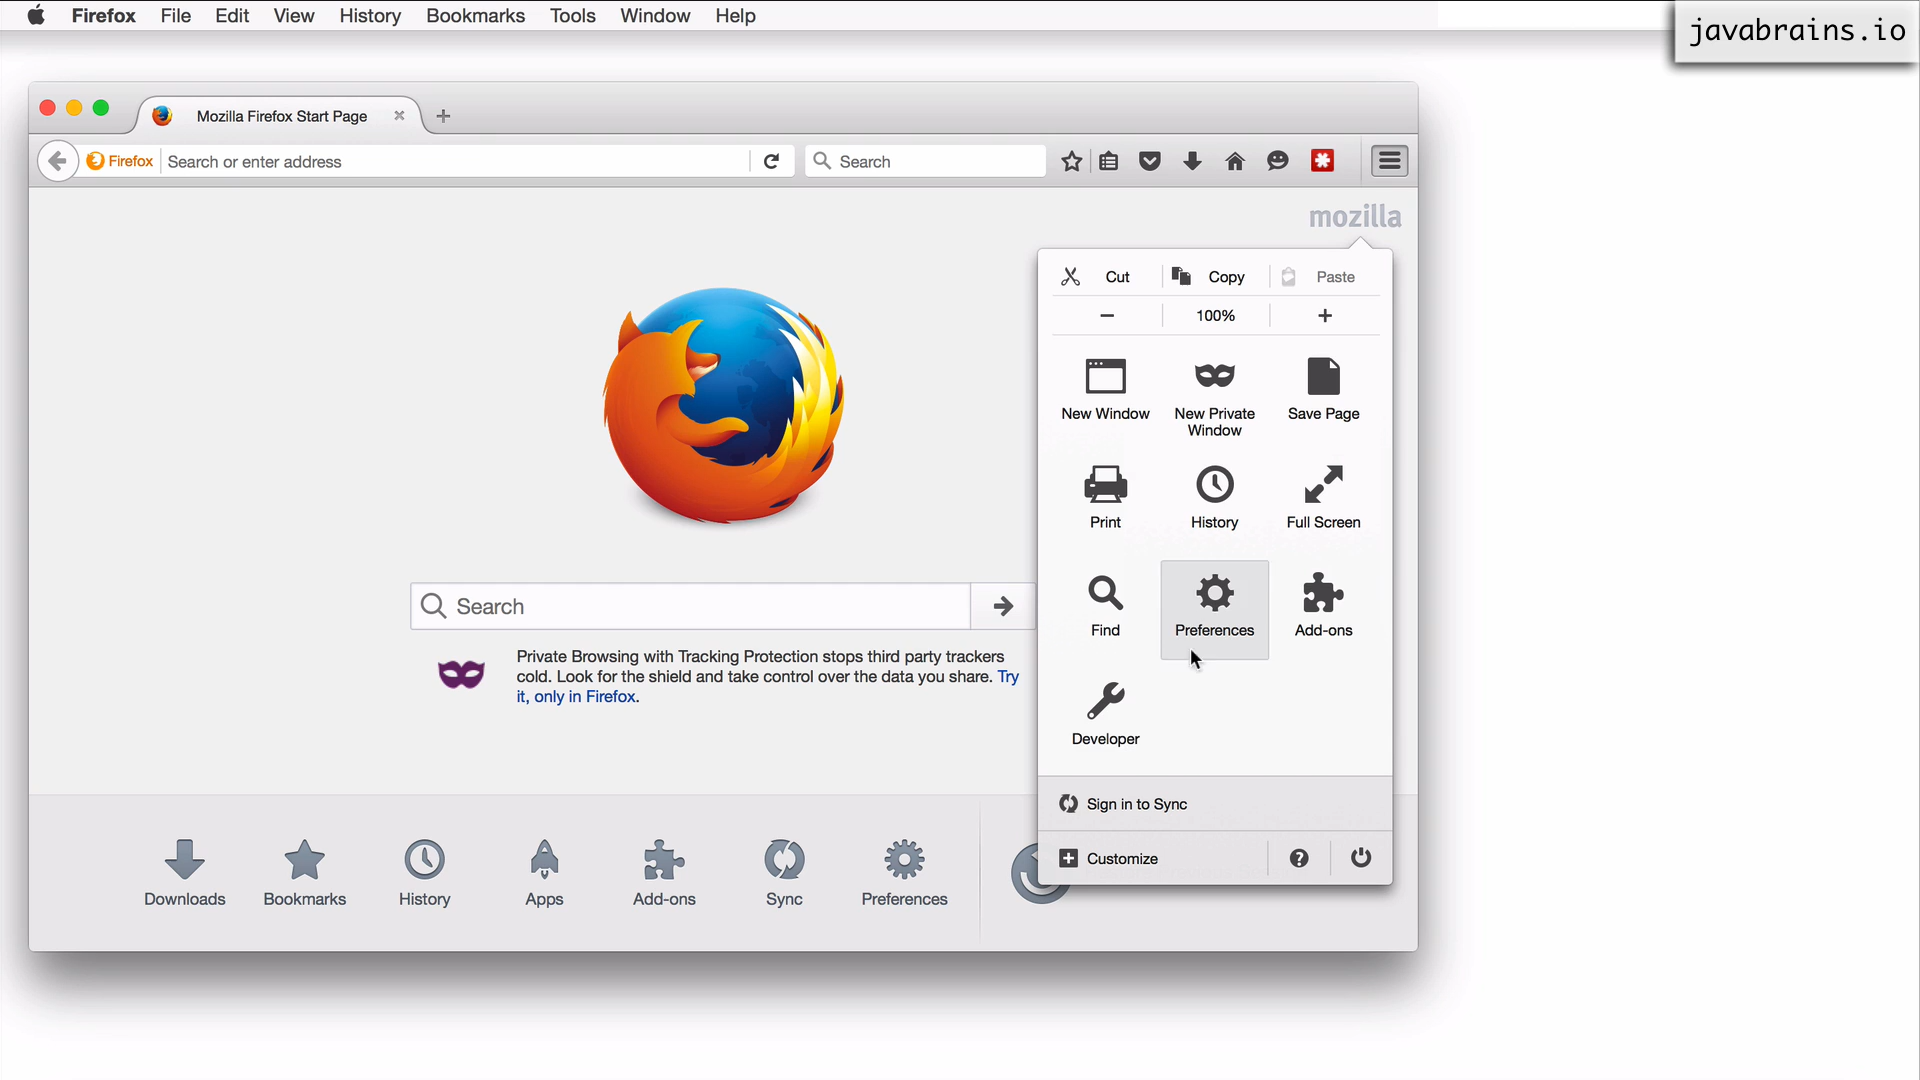 Firefox File Edit View History Bookmarks Tools Window Help
javabrains.io
Mozilla Firefox Start Page
Firefox Search or enter address
Search
mozilla
Cut Copy Paste
100%
New Window New Private Save Page
Window
Print History Full Screen
Find Preferences Add-ons
Developer
Sign in to Sync
Customize
Search
Private Browsing with Tracking Protection stops third party trackers
cold. Look for the shield and take control over the data you share. Try
it, only in Firefox.
Downloads Bookmarks History Apps Add-ons Sync Preferences